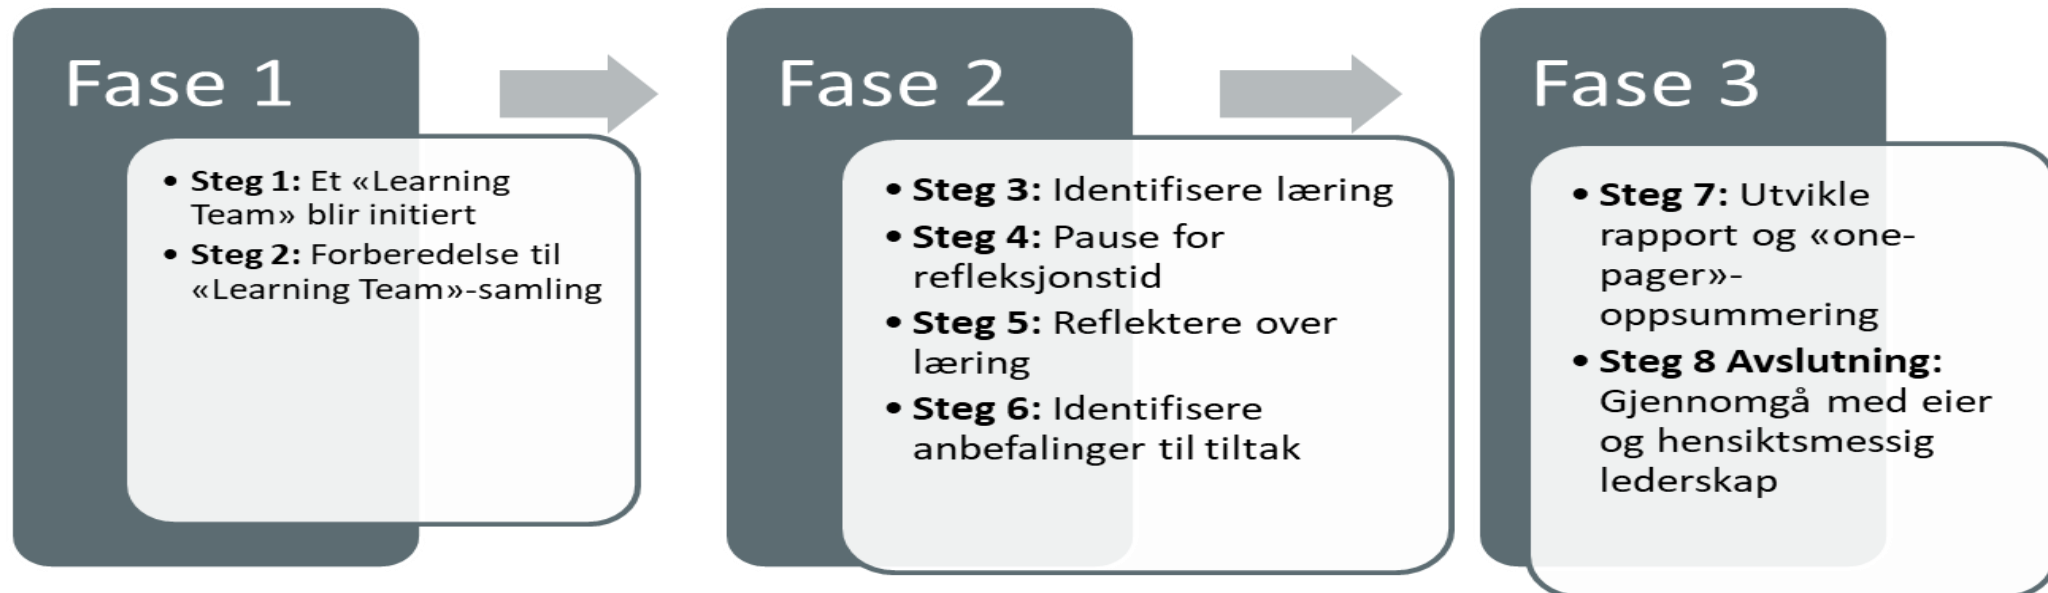 Fase 1
• Steg 1: Et «Learning
Team» blir initiert
• Steg 2: Forberedelse til
«Learning Team»-samling
Fase 2
• Steg 3: Identifisere læring
• Steg 4: Pause for
refleksjonstid
• Steg 5: Reflektere over
læring
• Steg 6: Identifisere
anbefalinger til tiltak
Fase 3
• Steg 7: Utvikle
rapport og «one-
pager»-
oppsummering
• Steg 8 Avslutning:
Gjennomgå med eier
og hensiktsmessig
lederskap